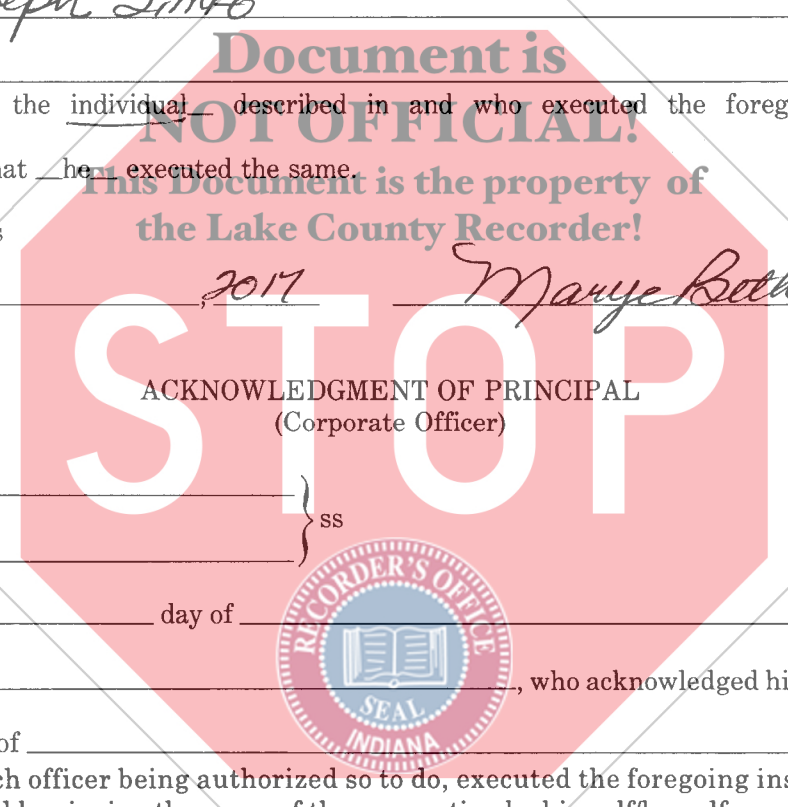 Document is
the individual described in and who executed the foreg
NOT OFFICIAL!
at he executed the same.
This Document is the property of
s
the Lake County Recorder!
, 2017 Marye Beth
STOP
ACKNOWLEDGMENT OF PRINCIPAL
(Corporate Officer)
} ss
RECORDER'S OFFICE
day of
, who acknowledged hi
SEAL
INDIANA
of
ch officer being authorized so to do, executed the foregoing ins